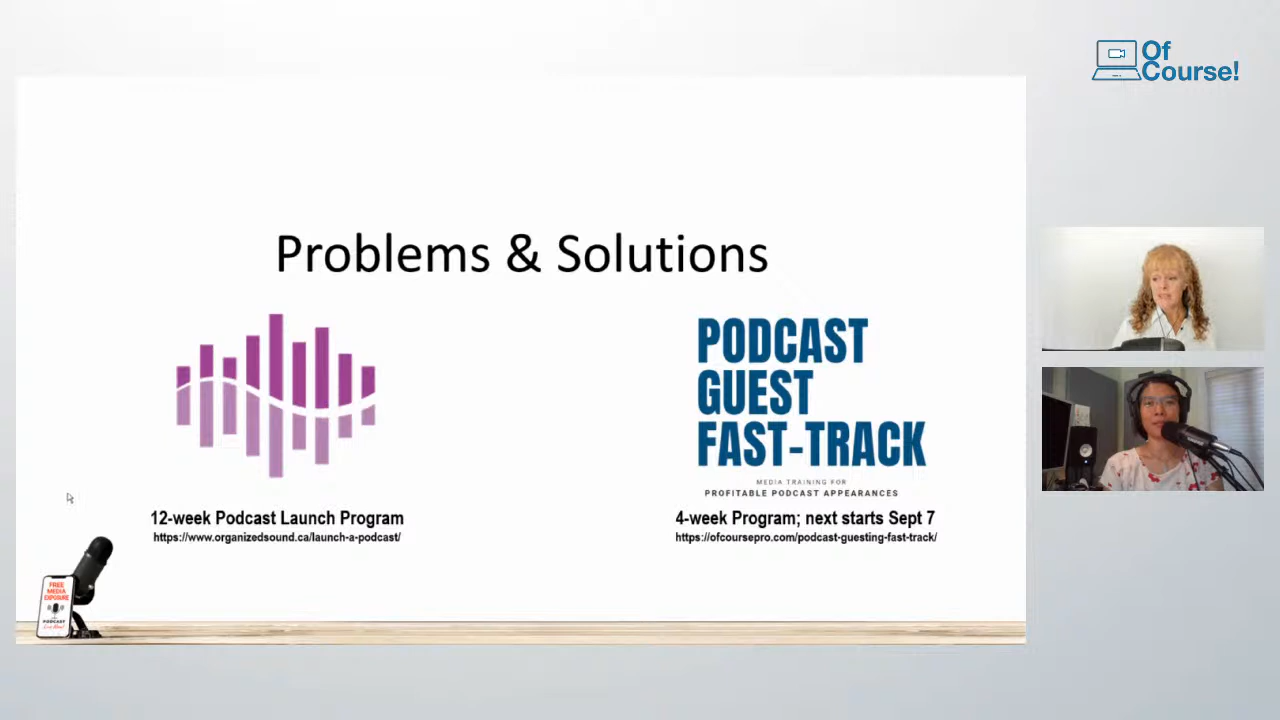 Of
Course!
Problems & Solutions
PODCAST
GUEST
FAST-TRACK
MEDIA TRAINING FOR
PROFITABLE PODCAST APPEARANCES
12-week Podcast Launch Program
https://www.organizedsound.ca/launch-a-podcast/
4-week Program; next starts Sept 7
https://ofcoursepro.com/podcast-guesting-fast-track/
FREE
MEDIA
EXPOSURE
PODCAST